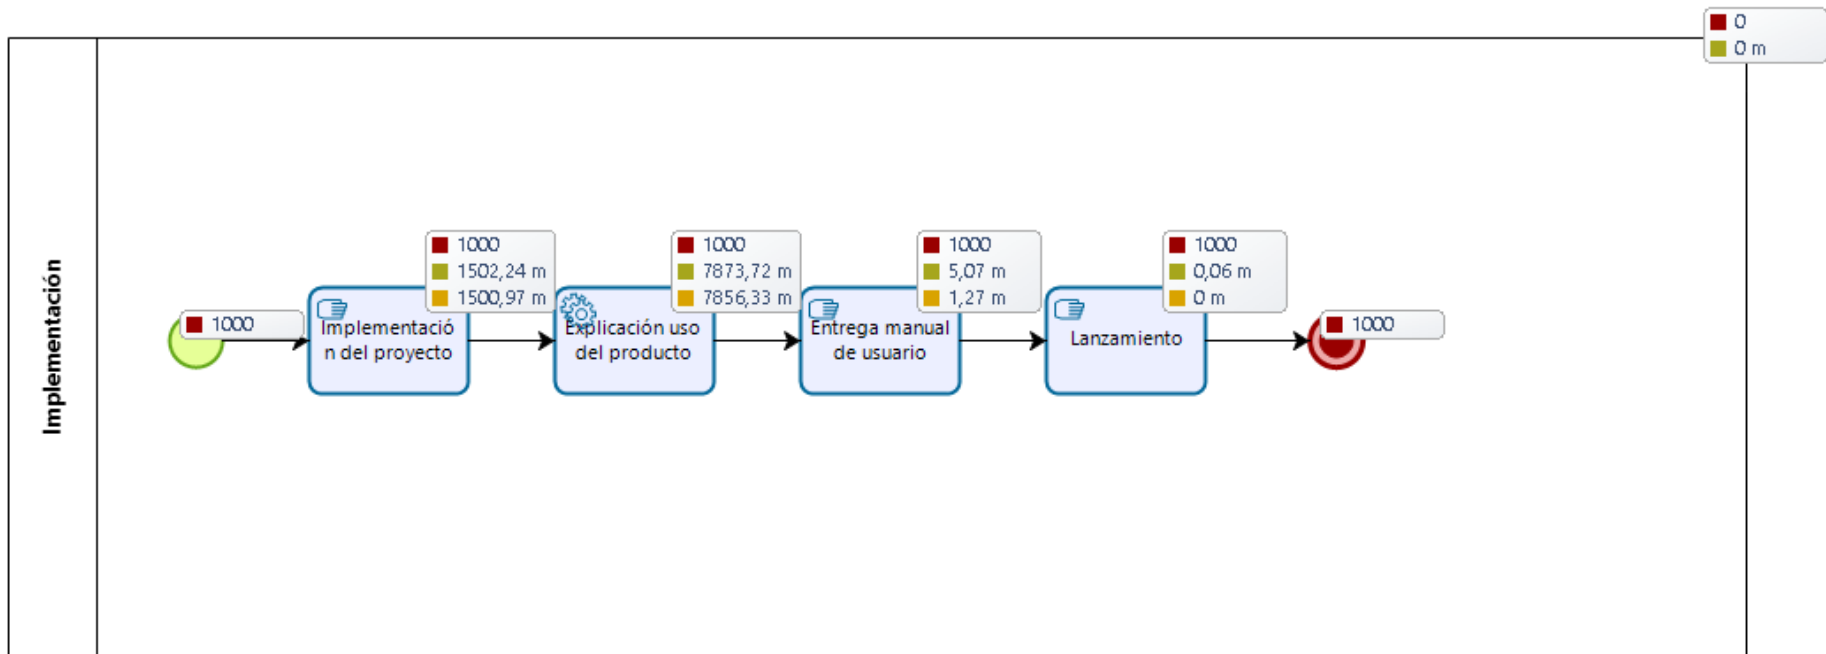 0
0 m
Implementación
1000
1502,24 m
1500,97 m
1000
7873,72 m
7856,33 m
1000
5,07 m
1,27 m
1000
0,06 m
0 m
1000
Implementació
n del proyecto
Explicación uso
del producto
Entrega manual
de usuario
Lanzamiento
1000